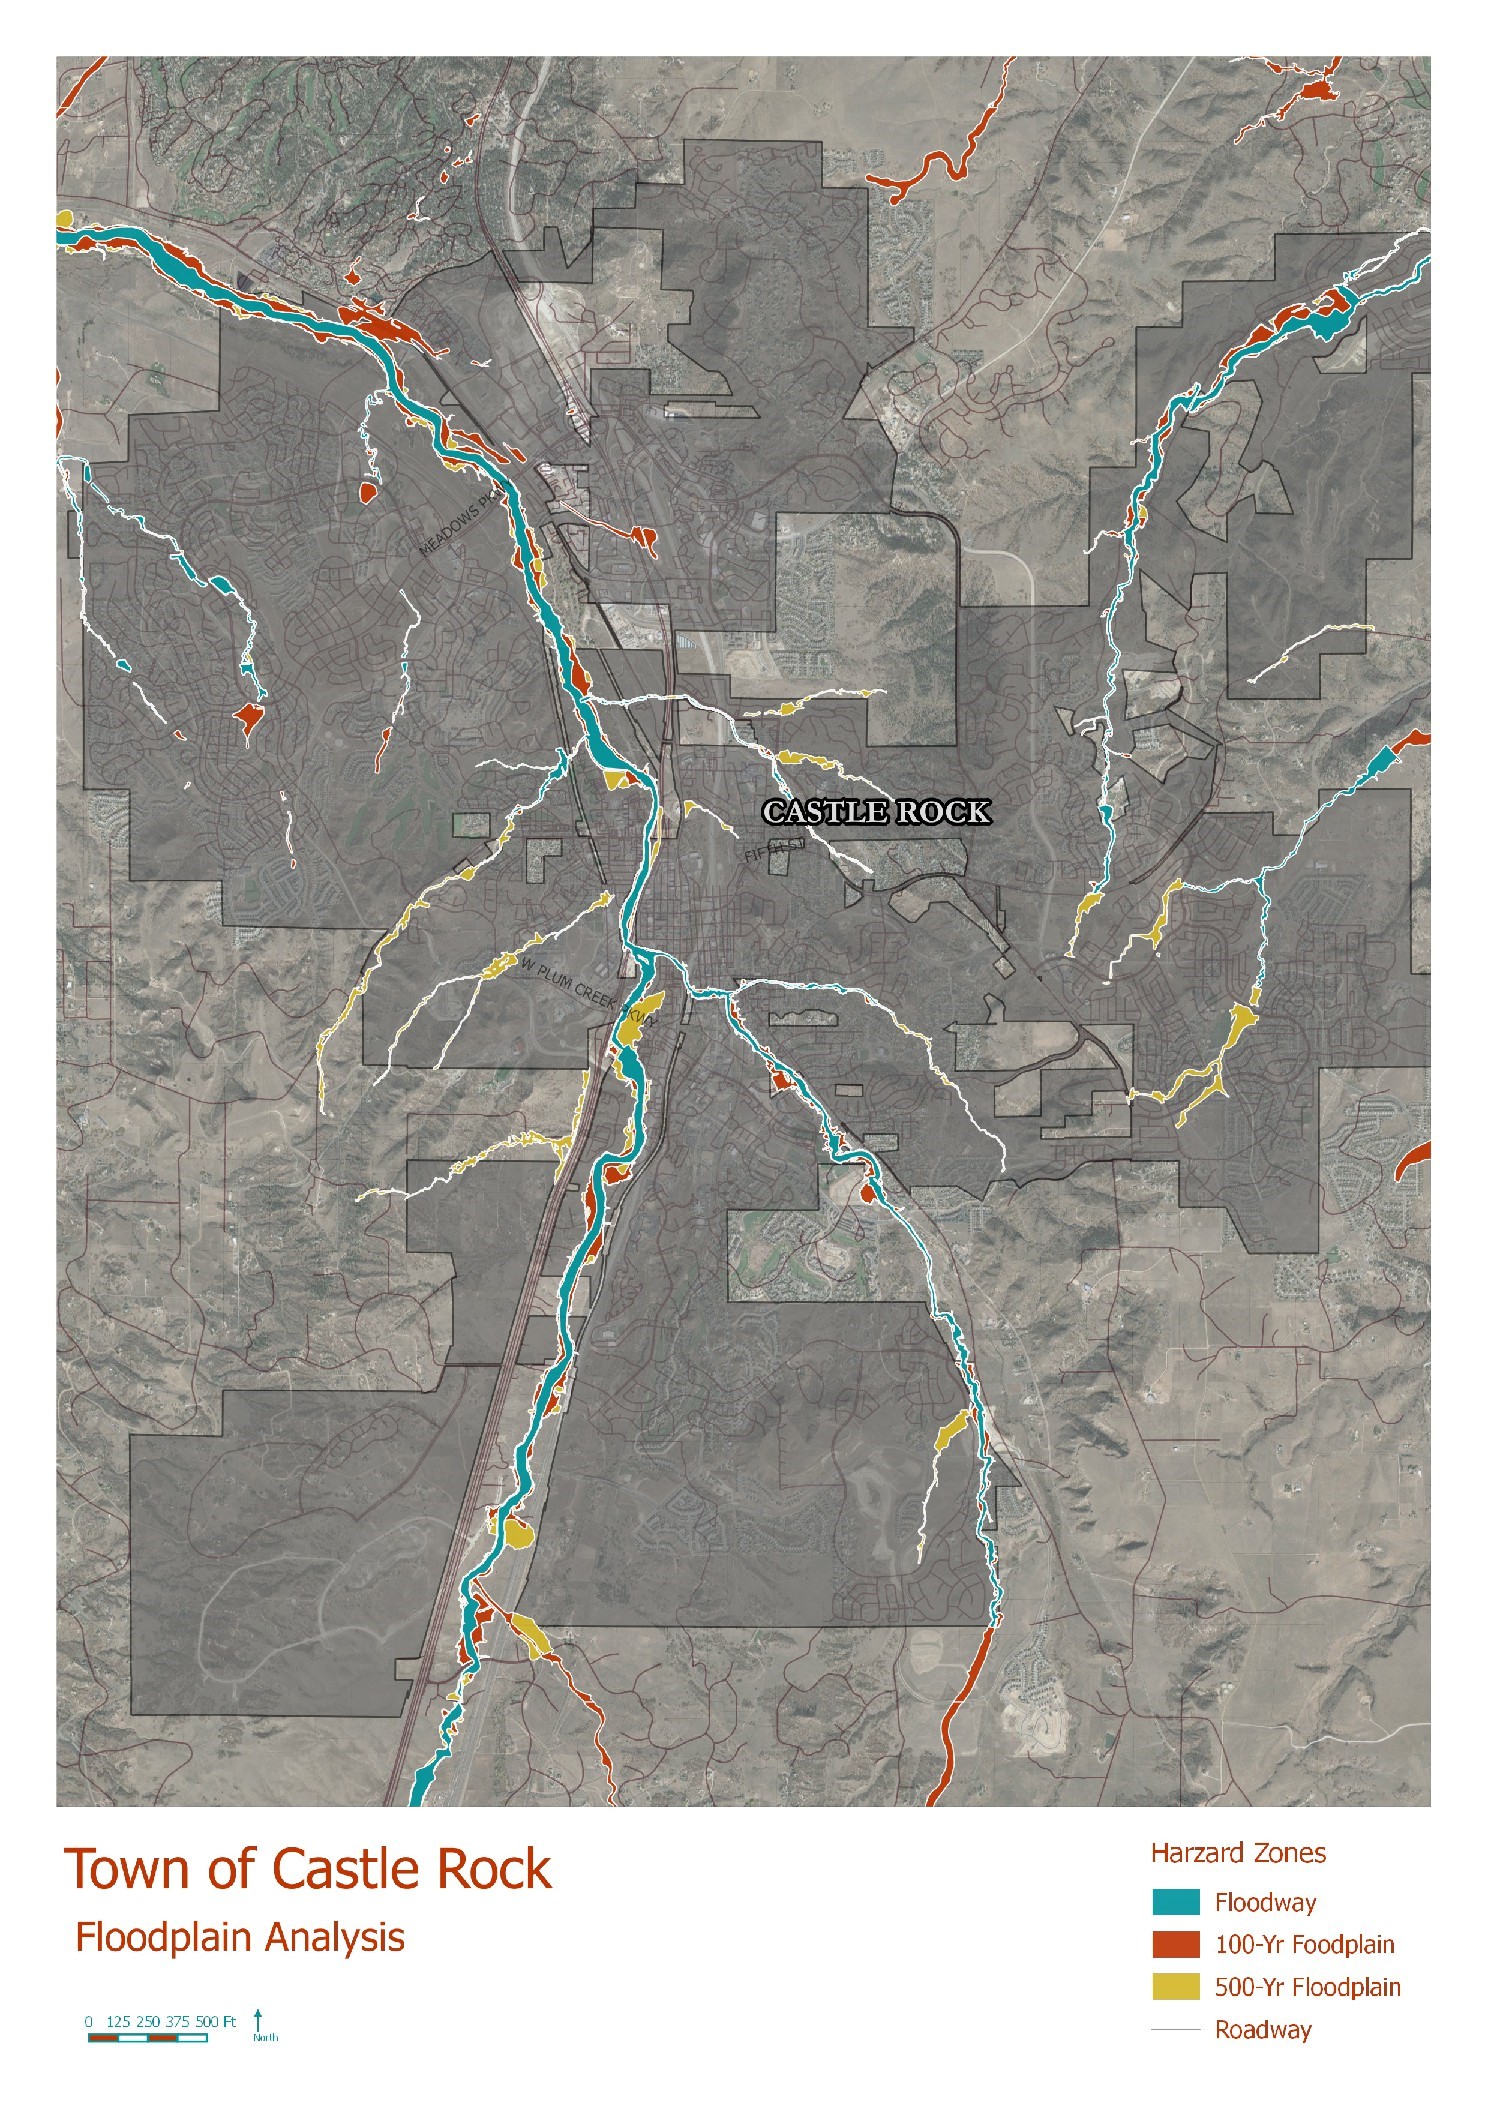 MEADOWS PKWY
CASTLE ROCK
FIFTH ST
W PLUM CREEK PKWY
Town of Castle Rock
Floodplain Analysis
0 125 250 375 500 Ft
North
Harzard Zones
Floodway
100-Yr Foodplain
500-Yr Floodplain
Roadway